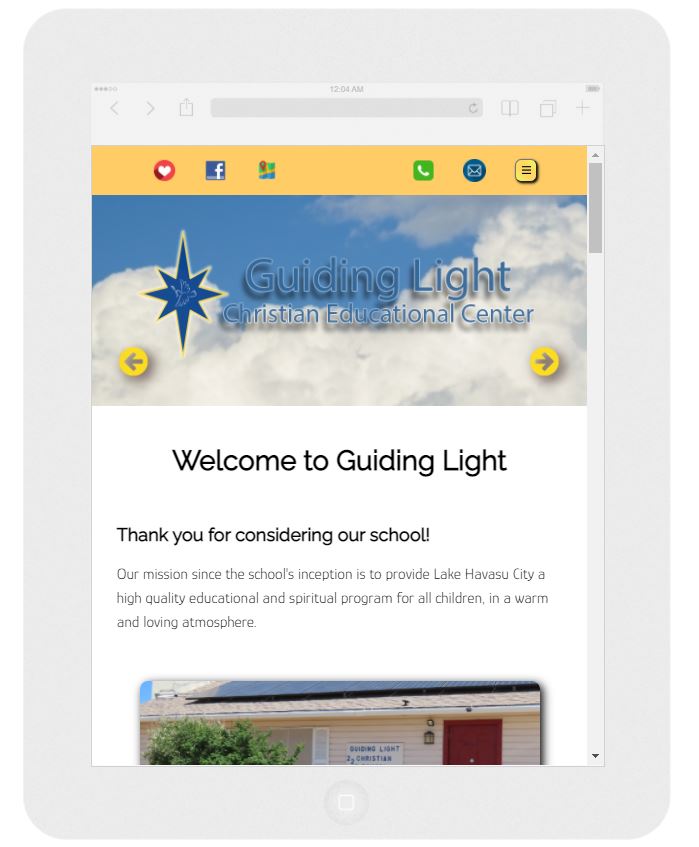 12:04 AM
Guiding Light
Christian Educational Center
Welcome to Guiding Light
Thank you for considering our school!
Our mission since the school's inception is to provide Lake Havasu City a
high quality educational and spiritual program for all children, in a warm
and loving atmosphere.
GUIDING LIGHT
CHRISTIAN